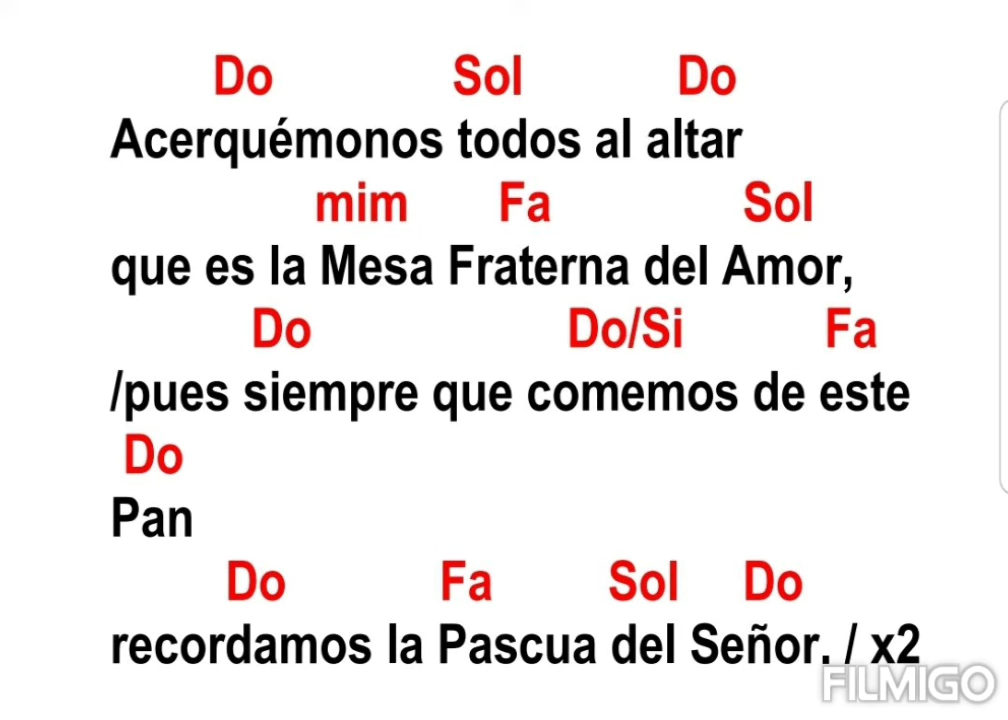 Do Sol Do
Acerquémonos todos al altar
mim Fa Sol
que es la Mesa Fraterna del Amor,
Do Do/Si Fa
/pues siempre que comemos de este
Do
Pan
Do Fa Sol Do
recordamos la Pascua del Señor. / x2
FILMIGO